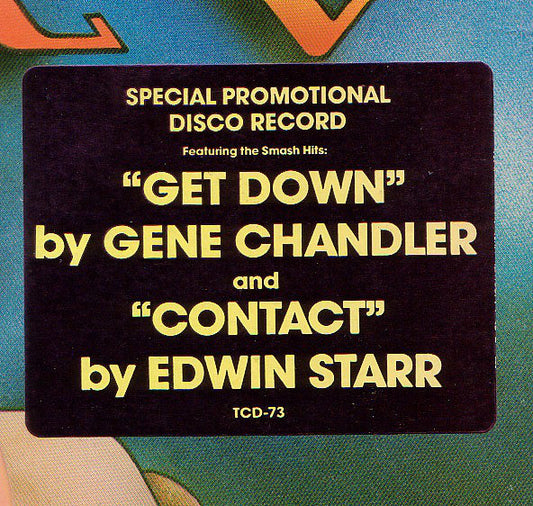 SPECIAL PROMOTIONAL
DISCO RECORD
Featuring the Smash Hits:
“GET DOWN”
by GENE CHANDLER
and
“CONTACT”
by EDWIN STARR
TCD-73